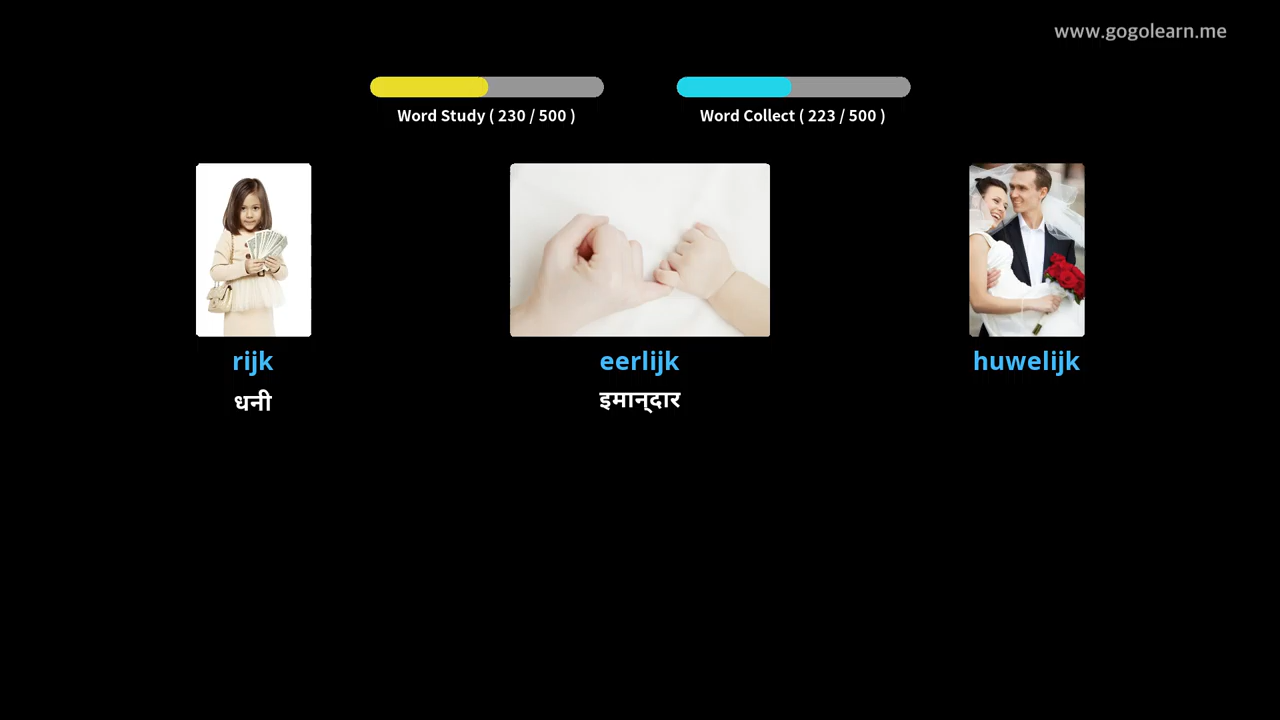 www.gogolearn.me
Word Study ( 230 / 500 )
Word Collect ( 223 / 500 )
rijk
eerlijk
huwelijk
धनी
इमान्‌दार